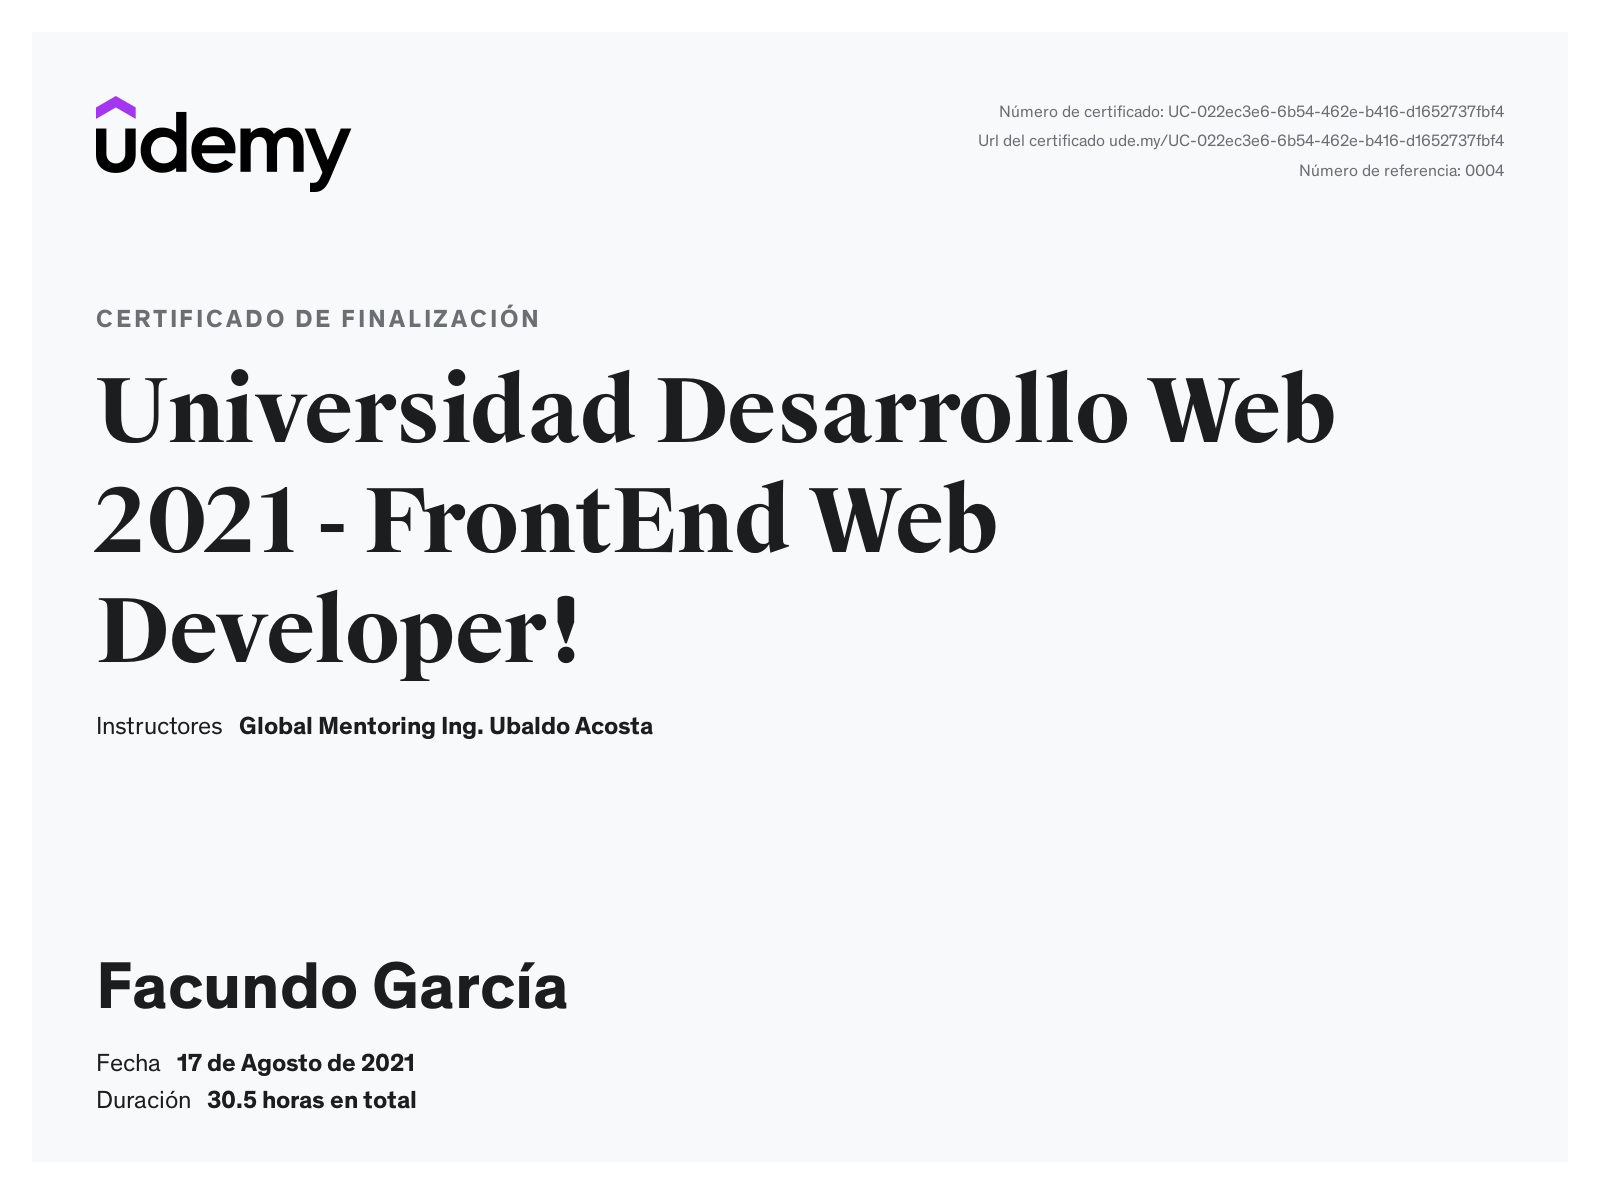 udemy
Número de certificado: UC-022ec3e6-6b54-462e-b416-d1652737fbf4
Url del certificado ude.my/UC-022ec3e6-6b54-462e-b416-d1652737fbf4
Número de referencia: 0004
CERTIFICADO DE FINALIZACIÓN
Universidad Desarrollo Web
2021 - FrontEnd Web
Developer!
Instructores Global Mentoring Ing. Ubaldo Acosta
Facundo García
Fecha 17 de Agosto de 2021
Duración 30.5 horas en total